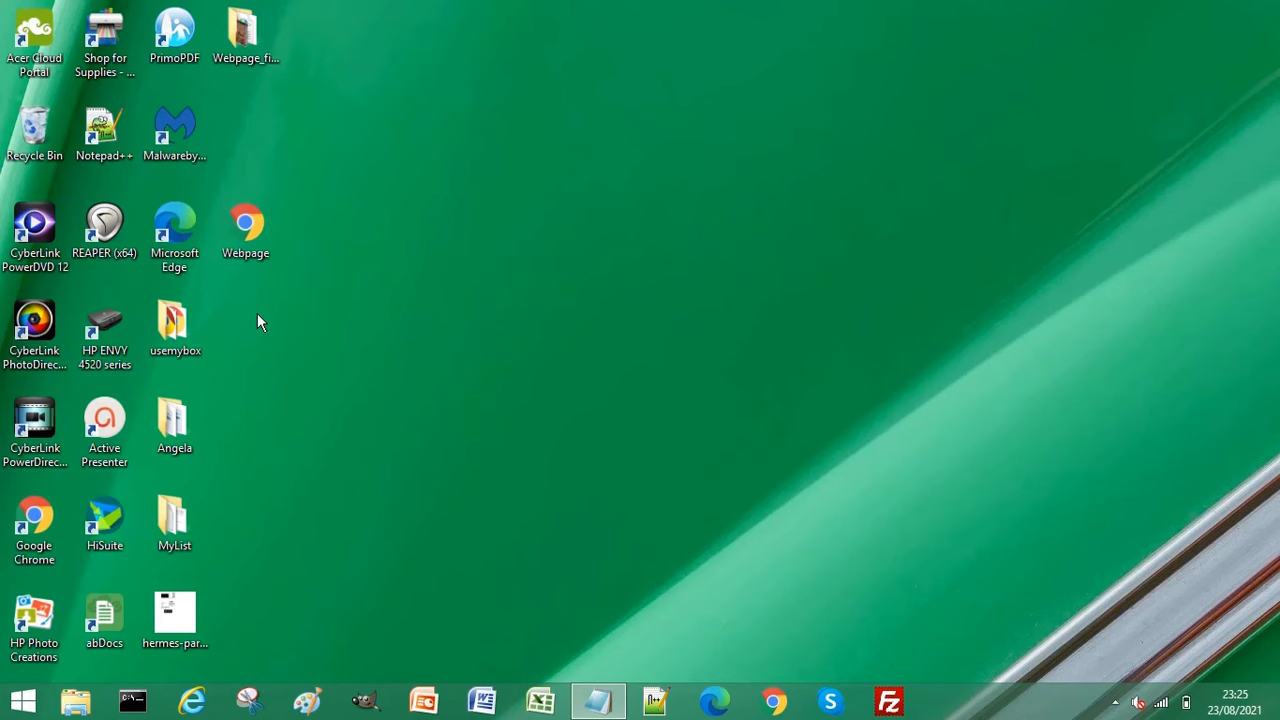 Acer Cloud
Portal
Shop for
Supplies - ...
PrimoPDF
Webpage_fi...
Recycle Bin
Notepad++
Malwareby...
CyberLink
PowerDVD 12
REAPER (x64)
Microsoft
Edge
Webpage
CyberLink
PhotoDirec...
HP ENVY
4520 series
usemybox
CyberLink
PowerDirec...
Active
Presenter
Angela
Google
Chrome
HiSuite
MyList
HP Photo
Creations
abDocs
hermes-par...
23:25
23/08/2021